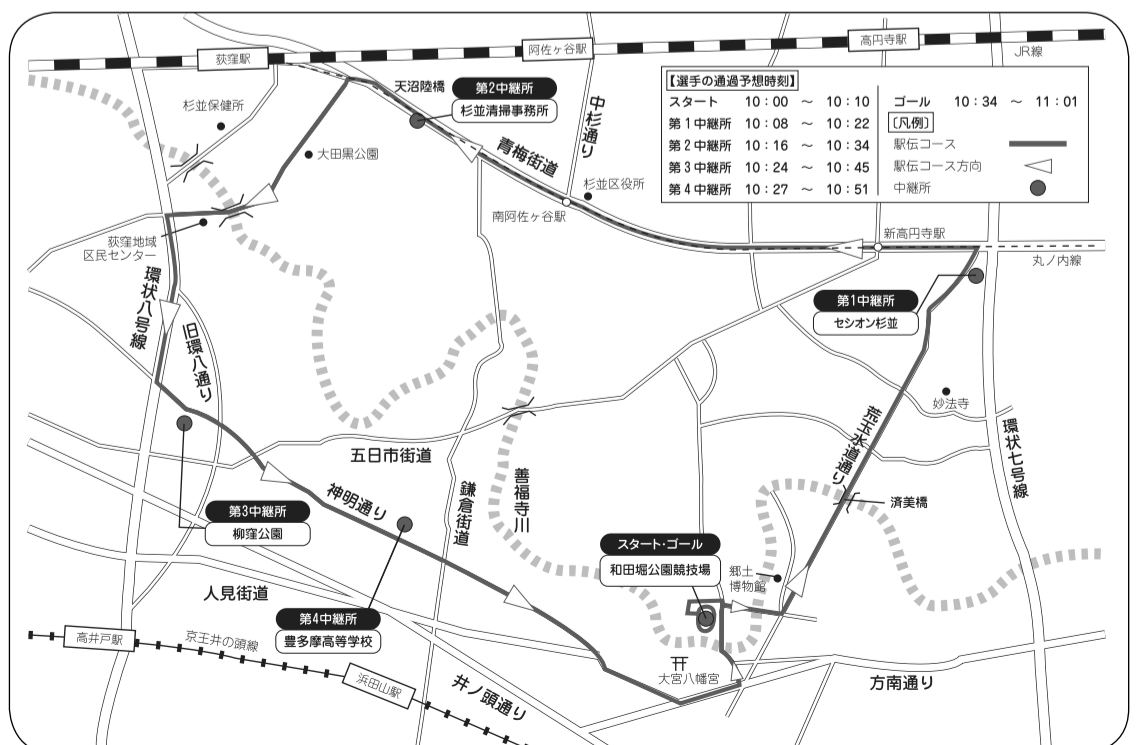 荻窪駅
阿佐ヶ谷駅
高円寺駅
JR線
【選手の通過予想時刻】
スタート 10：00 ～ 10：10
第1中継所 10：08 ～ 10：22
第2中継所 10：16 ～ 10：34
第3中継所 10：24 ～ 10：45
第4中継所 10：27 ～ 10：51
ゴール 10：34 ～ 11：01
〔凡例〕
駅伝コース
駅伝コース方向
中継所
天沼陸橋
第2中継所
杉並清掃事務所
中杉通り
杉並保健所
大田黒公園
青梅街道
杉並区役所
南阿佐ヶ谷駅
新高円寺駅
丸ノ内線
荻窪地域
区民センター
環状八号線
旧環八通り
第1中継所
セシオン杉並
妙法寺
荒玉水道通り
環状七号線
五日市街道
善福寺川
鎌倉街道
神明通り
済美橋
第3中継所
柳窪公園
スタート・ゴール
和田堀公園競技場
郷土
博物館
人見街道
第4中継所
豊多摩高等学校
高井戸駅
京王井の頭線
浜田山駅
井ノ頭通り
大宮八幡宮
方南通り